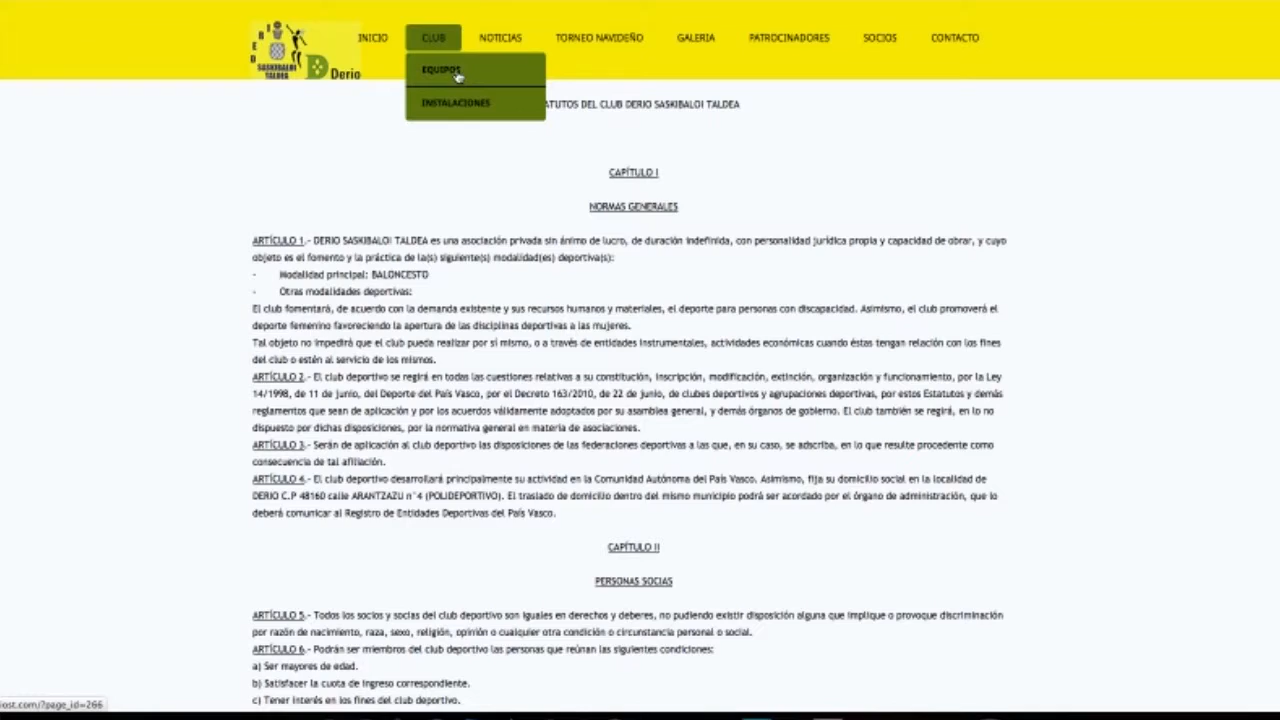 DERIO
SASKIBALOI
TALDEA
Derio
INICIO
CLUB
NOTICIAS
TORNEO NAVIDEÑO
GALERIA
PATROCINADORES
SOCIOS
CONTACTO
EQUIPOS
INSTALACIONES
ATUTOS DEL CLUB DERIO SASKIBALOI TALDEA
CAPÍTULO I
NORMAS GENERALES
ARTÍCULO 1.- DERIO SASKIBALOI TALDEA es una asociación privada sin ánimo de lucro, de duración indefinida, con personalidad jurídica propia y capacidad de obrar, y cuyo
objeto es el fomento y la práctica de la(s) siguiente(s) modalidad(es) deportiva(s):
- Modalidad principal: BALONCESTO
- Otras modalidades deportivas:
El club fomentará, de acuerdo con la demanda existente y sus recursos humanos y materiales, el deporte para personas con discapacidad. Asimismo, el club promoverá el
deporte femenino favoreciendo la apertura de las disciplinas deportivas a las mujeres.
Tal objeto no impedirá que el club pueda realizar por sí mismo, o a través de entidades instrumentales, actividades económicas cuando éstas tengan relación con los fines
del club o estén al servicio de los mismos.
ARTÍCULO 2.- El club deportivo se regirá en todas las cuestiones relativas a su constitución, inscripción, modificación, extinción, organización y funcionamiento, por la Ley
14/1998, de 11 de junio, del Deporte del País Vasco, por el Decreto 163/2010, de 22 de junio, de clubes deportivos y agrupaciones deportivas, por estos Estatutos y demás
reglamentos que sean de aplicación y por los acuerdos válidamente adoptados por su asamblea general, y demás órganos de gobierno. El club también se regirá, en lo no
dispuesto por dichas disposiciones, por la normativa general en materia de asociaciones.
ARTÍCULO 3.- Serán de aplicación al club deportivo las disposiciones de las federaciones deportivas a las que, en su caso, se adscriba, en lo que resulte procedente como
consecuencia de tal afiliación.
ARTÍCULO 4.- El club deportivo desarrollará principalmente su actividad en la Comunidad Autónoma del País Vasco. Asimismo, fija su domicilio social en la localidad de
DERIO C.P 48160 calle ARANTZAZU nº4 (POLIDEPORTIVO). El traslado de domicilio dentro del mismo municipio podrá ser acordado por el órgano de administración, que lo
deberá comunicar al Registro de Entidades Deportivas del País Vasco.
CAPÍTULO II
PERSONAS SOCIAS
ARTÍCULO 5.- Todos los socios y socias del club deportivo son iguales en derechos y deberes, no pudiendo existir disposición alguna que implique o provoque discriminación
por razón de nacimiento, raza, sexo, religión, opinión o cualquier otra condición o circunstancia personal o social.
ARTÍCULO 6.- Podrán ser miembros del club deportivo las personas que reúnan las siguientes condiciones:
a) Ser mayores de edad.
b) Satisfacer la cuota de ingreso correspondiente.
c) Tener interés en los fines del club deportivo.
iost.com/?page_id=266